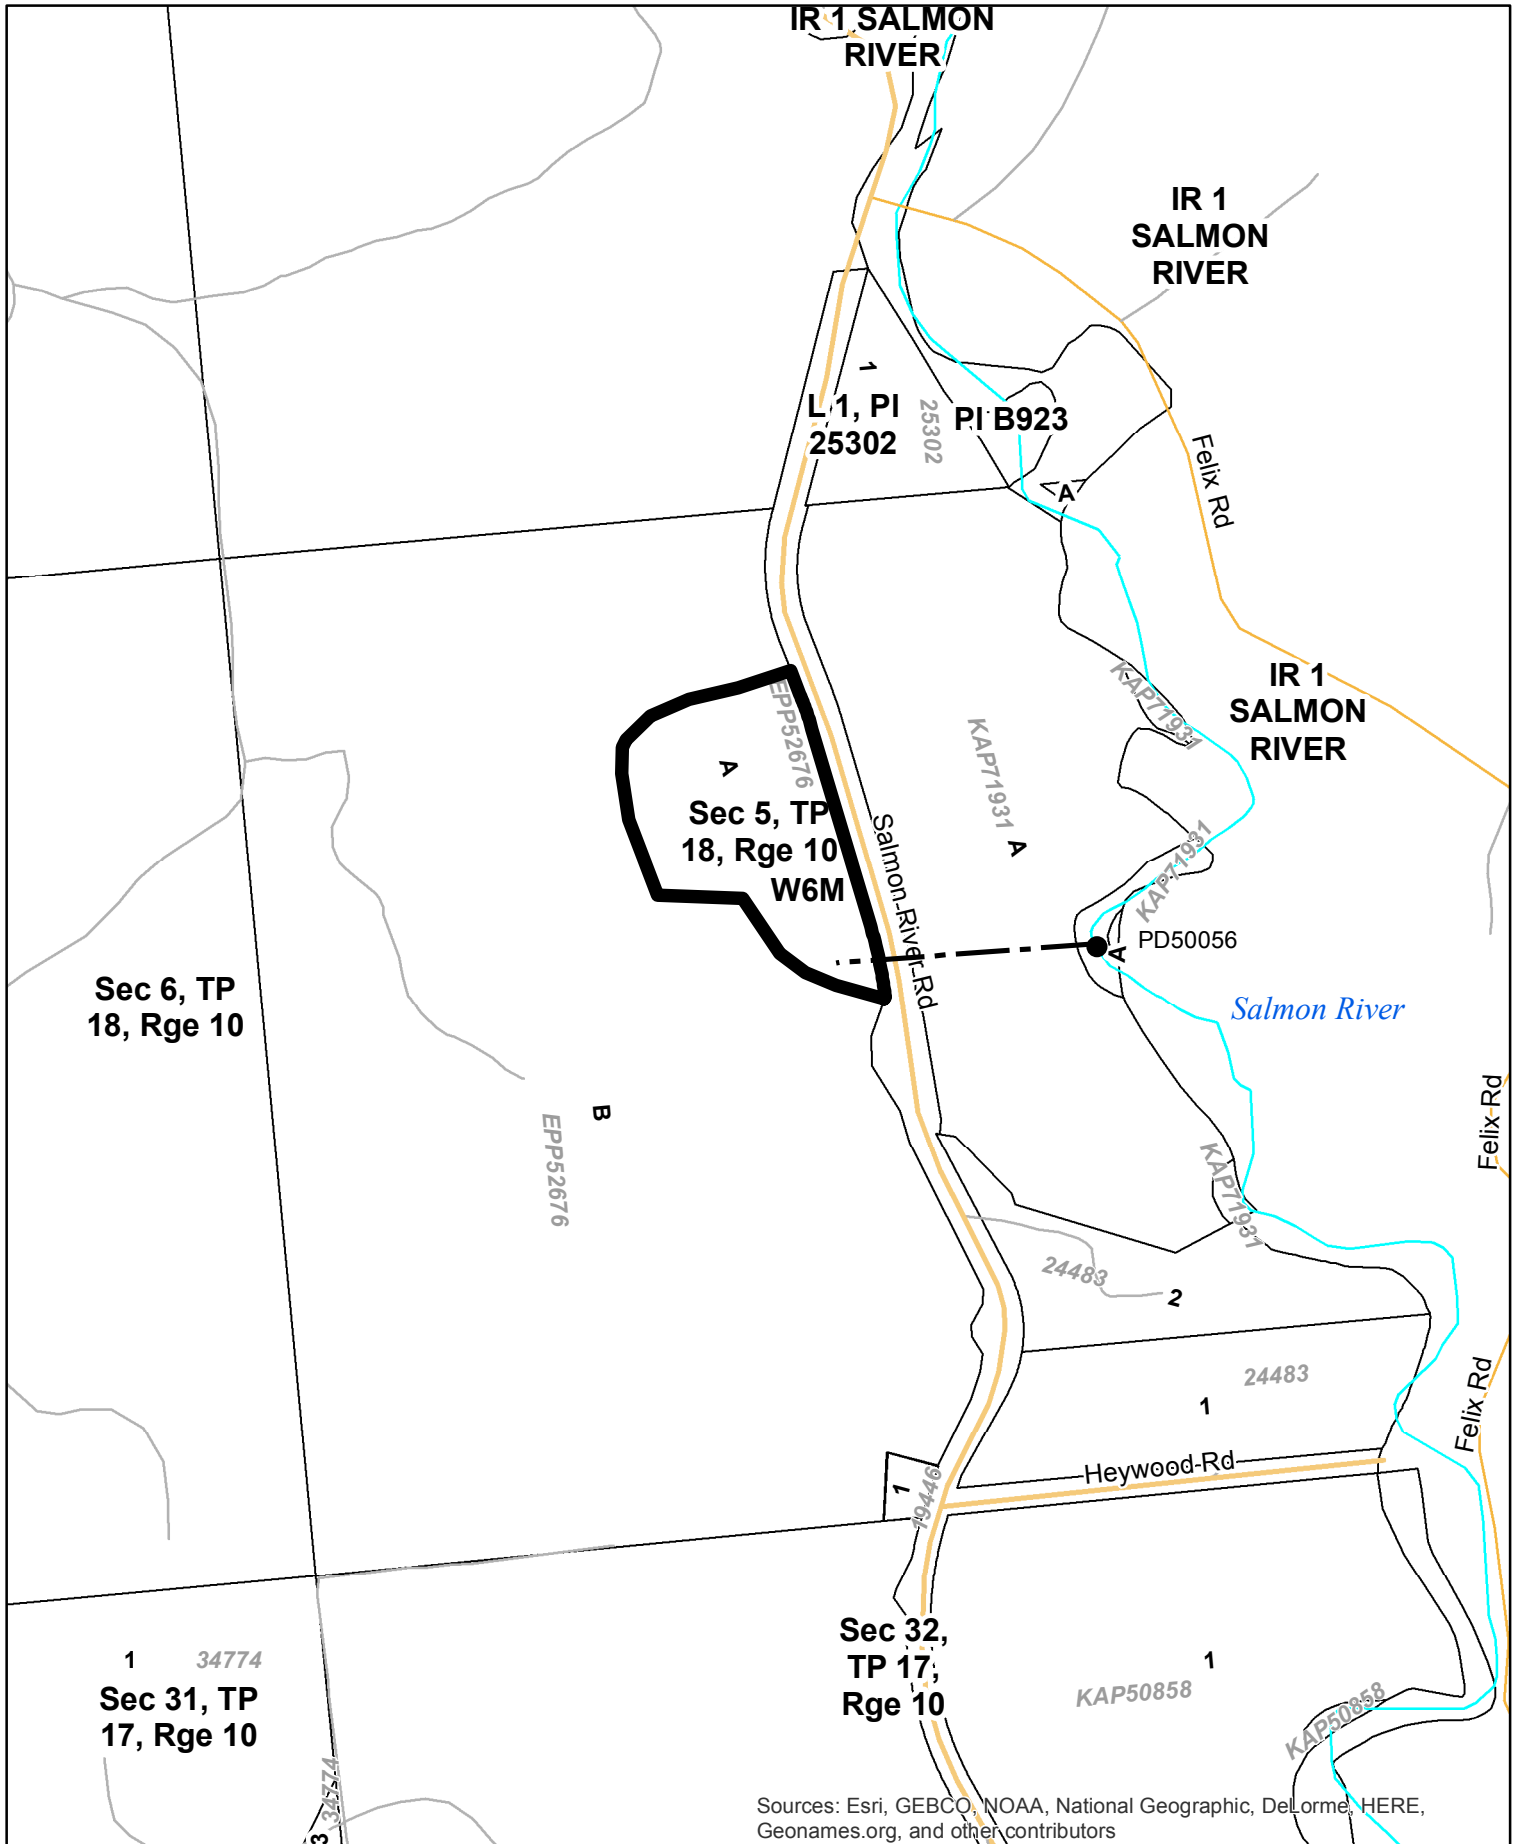 IR 1 SALMON
RIVER
IR 1
SALMON
RIVER
1
L 1, Pl
25302
25302
Pl B923
A
Felix Rd
KAP71931
IR 1
SALMON
RIVER
EPP52676
A
Sec 5, TP
18, Rge 10
W6M
KAP71931
A
Salmon River Rd
KAP71931
PD50056
A
Salmon River
Sec 6, TP
18, Rge 10
B
EPP52676
Felix Rd
KAP71931
24483
2
24483
1
Felix Rd
Heywood Rd
1
19446
Sec 32,
TP 17,
Rge 10
1
KAP50858
KAP50858
1
34774
Sec 31, TP
17, Rge 10
34774
3
Sources: Esri, GEBCO, NOAA, National Geographic, DeLorme, HERE,
Geonames.org, and other contributors